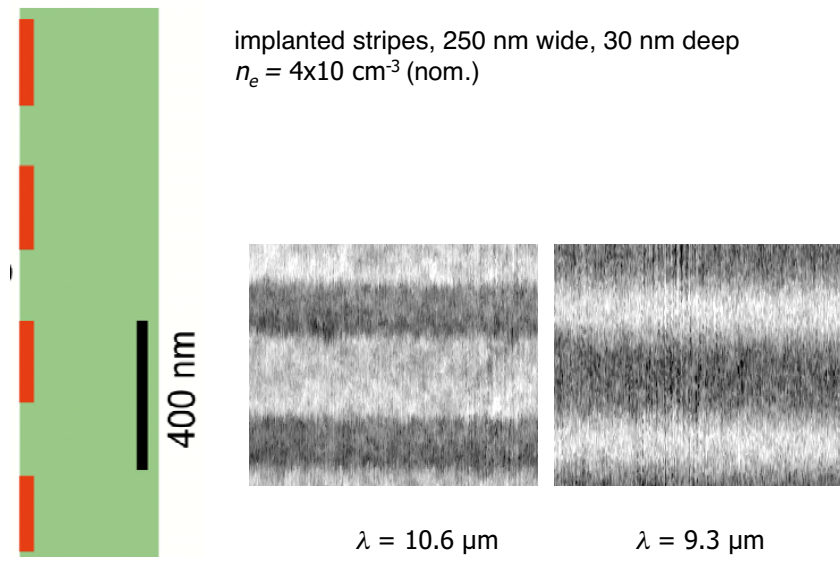 implanted stripes, 250 nm wide, 30 nm deep
nₑ = 4x10 cm⁻³ (nom.)
400 nm
λ = 10.6 µm
λ = 9.3 µm